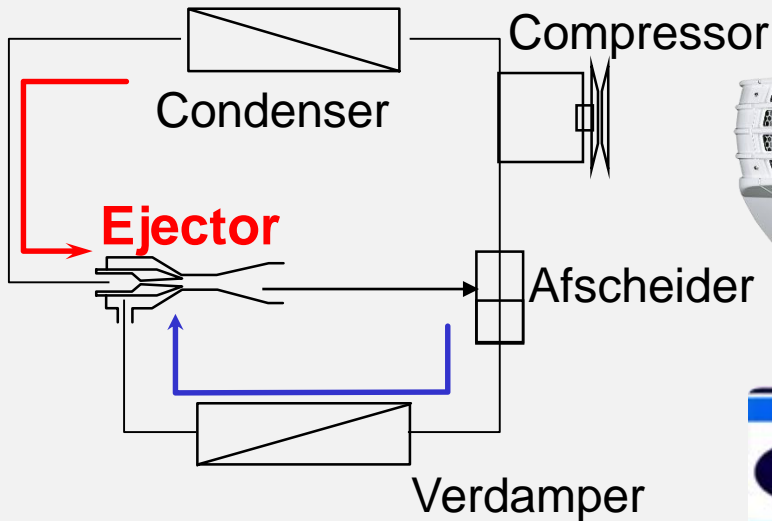 Compressor
Condenser
Ejector
Afscheider
Verdamper